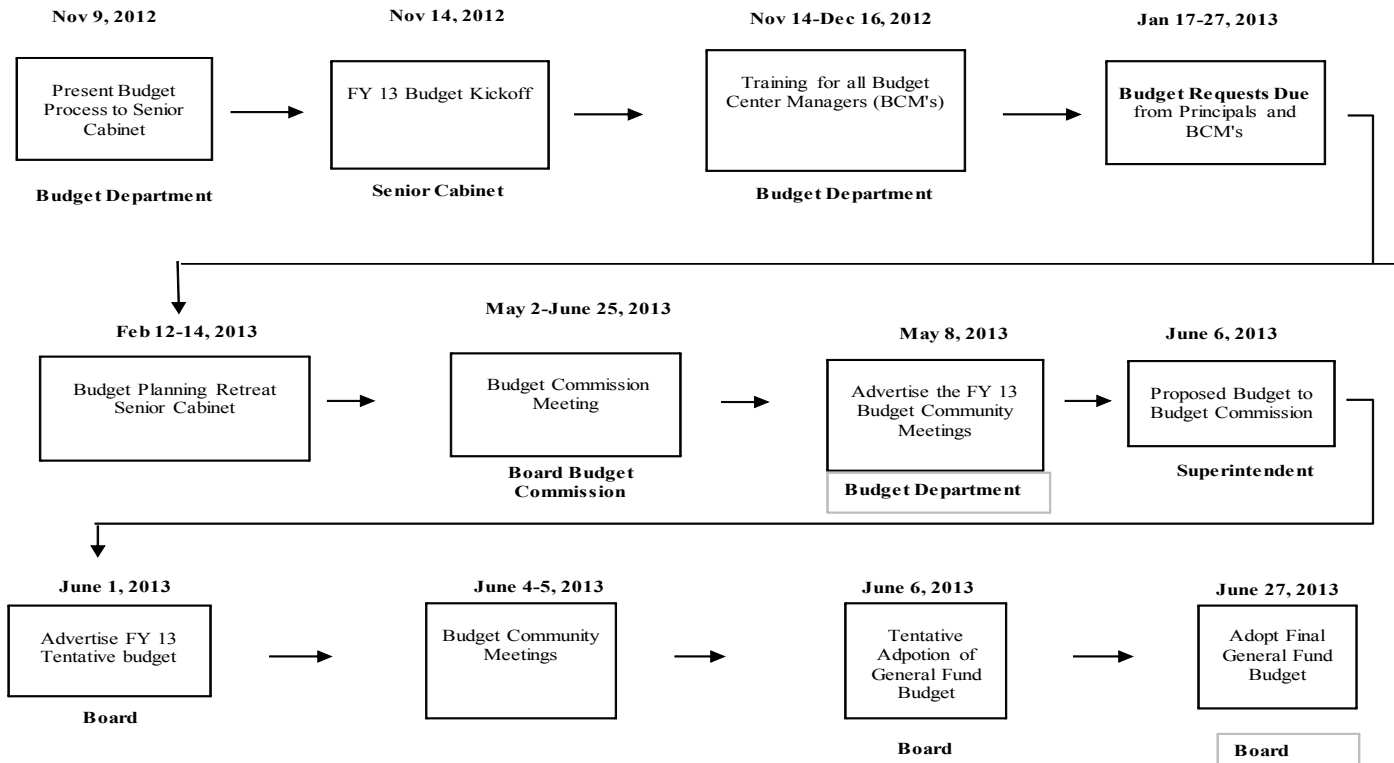 Nov 9, 2012
Nov 14, 2012
Nov 14-Dec 16, 2012
Jan 17-27, 2013
Present Budget
Process to Senior
Cabinet
FY 13 Budget Kickoff
Training for all Budget
Center Managers (BCM's)
Budget Requests Due
from Principals and
BCM's
Budget Department
Senior Cabinet
Budget Department
Feb 12-14, 2013
May 2-June 25, 2013
May 8, 2013
June 6, 2013
Budget Planning Retreat
Senior Cabinet
Budget Commission
Meeting
Advertise the FY 13
Budget Community
Meetings
Proposed Budget to
Budget Commission
Board Budget
Commission
Budget Department
Superintendent
June 1, 2013
June 4-5, 2013
June 6, 2013
June 27, 2013
Advertise FY 13
Tentative budget
Budget Community
Meetings
Tentative
Adpotion of
General Fund
Budget
Adopt Final
General Fund
Budget
Board
Board
Board